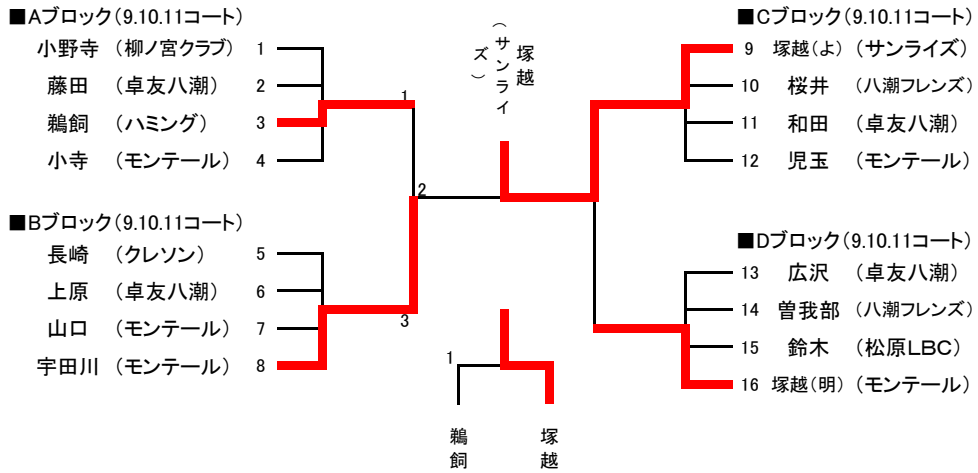 ■Aブロック(9.10.11コート)
小野寺 (柳ノ宮クラブ) 1
藤田 (卓友八潮) 2
鵜飼 (ハミング) 3
小寺 (モンテール) 4
■Bブロック(9.10.11コート)
長崎 (クレソン) 5
上原 (卓友八潮) 6
山口 (モンテール) 7
宇田川 (モンテール) 8
1
2
3
塚越
(サンライズ)
1
鵜飼
塚越
■Cブロック(9.10.11コート)
9 塚越(よ) (サンライズ)
10 桜井 (八潮フレンズ)
11 和田 (卓友八潮)
12 児玉 (モンテール)
■Dブロック(9.10.11コート)
13 広沢 (卓友八潮)
14 曽我部 (八潮フレンズ)
15 鈴木 (松原LBC)
16 塚越(明) (モンテール)